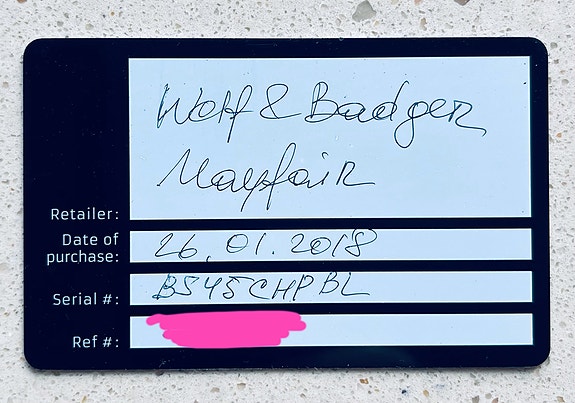 Retailer: Wolf & Badger
Mayfair
Date of purchase: 26.01.2018
Serial #: B545CHPBL
Ref #: